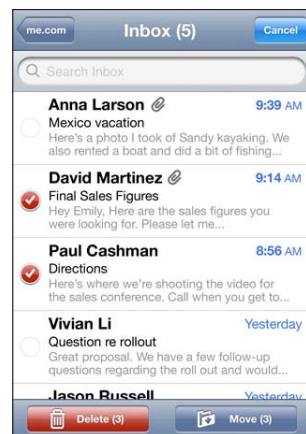 me.com Inbox (5) Cancel
Search Inbox
Anna Larson 9:39 AM
Mexico vacation
Here's a photo I took of Sandy kayaking. We
also rented a boat and did a bit of fishing...
David Martinez 9:14 AM
Final Sales Figures
Hey Emily, Here are the sales figures you
were looking for. Please let me...
Paul Cashman 8:56 AM
Directions
Here's where we're shooting the video for
the sales conference. Call when you get to...
Vivian Li Yesterday
Question re rollout
Great proposal. We have a few follow-up
questions regarding the roll out and would...
Jason Russell Yesterday
Delete (3) Move (3)